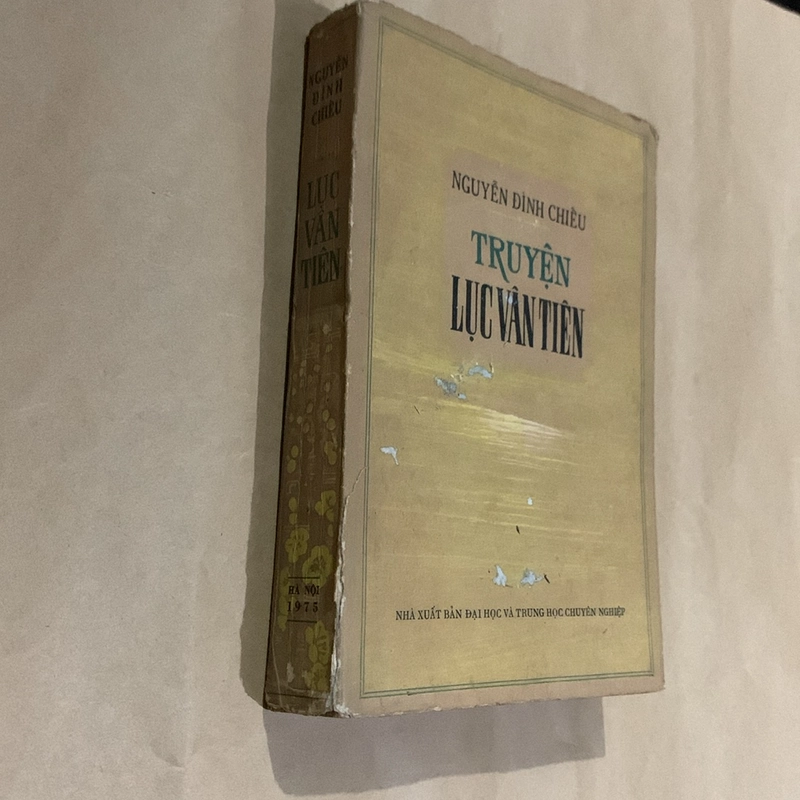 NGUYỄN
ĐÌNH
CHIỂU
LỤC
VÂN
TIÊN
HÀ NỘI
1975
NGUYỄN ĐÌNH CHIỂU
TRUYỆN
LỤC VÂN TIÊN
NHÀ XUẤT BẢN ĐẠI HỌC VÀ TRUNG HỌC CHUYÊN NGHIỆP